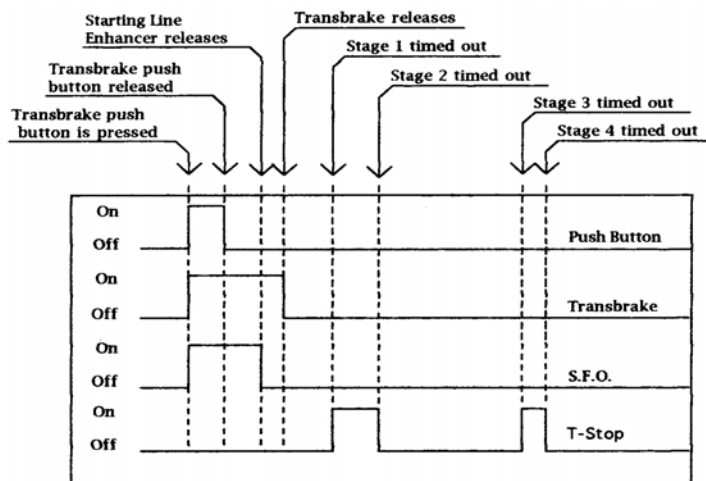 Starting Line
Enhancer releases
Transbrake releases
Stage 1 timed out
Transbrake push
button released
Stage 2 timed out
Transbrake push
button is pressed
Stage 3 timed out
Stage 4 timed out
On
Off
Push Button
On
Off
Transbrake
On
Off
S.F.O.
On
Off
T-Stop